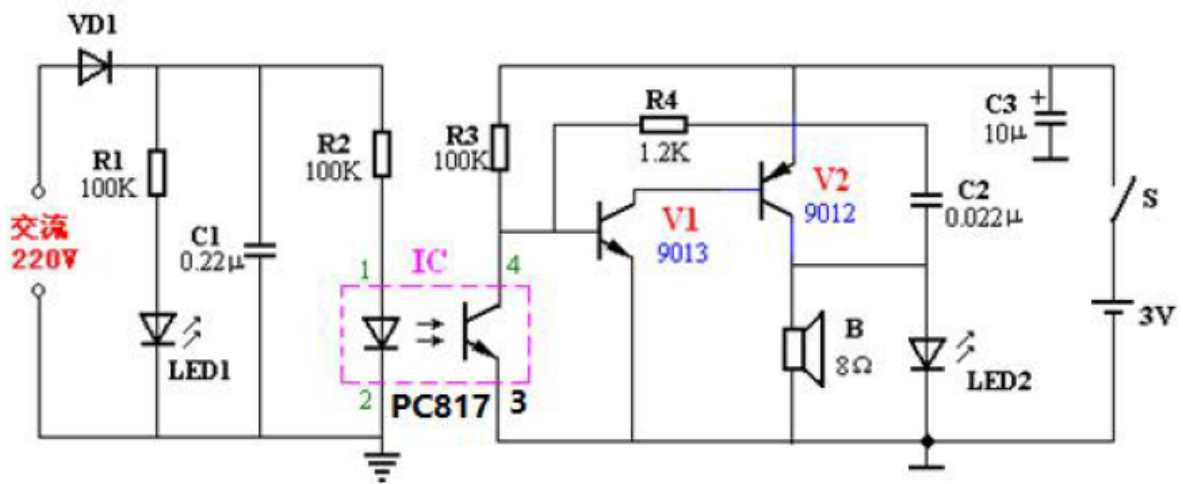 VD1
R1
100K
交流
220V
C1
0.22μ
LED1
R2
100K
IC
1
2
4
PC817 3
R3
100K
R4
1.2K
V1
9013
V2
9012
B
8Ω
C2
0.022μ
LED2
C3
+
10μ
S
3V